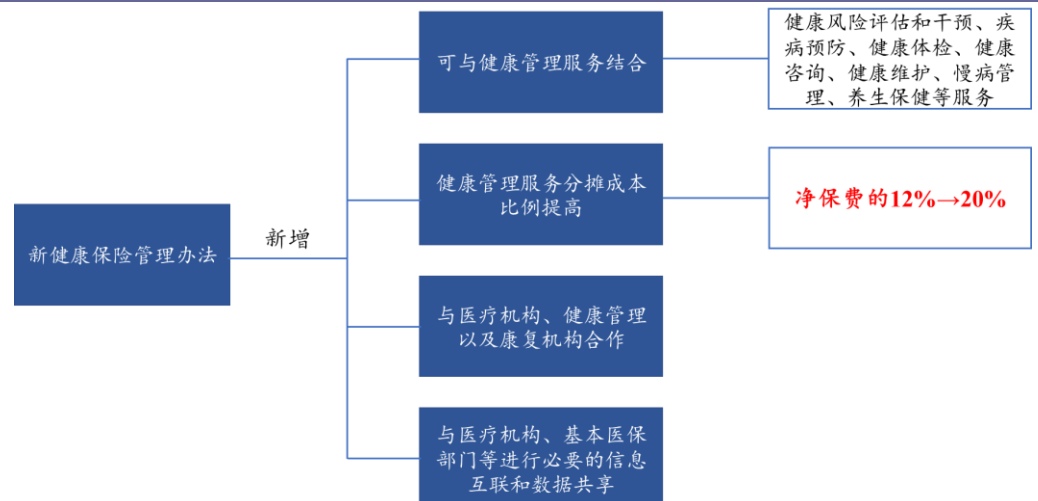 新健康保险管理办法
新增
可与健康管理服务结合
健康风险评估和干预、疾
病预防、健康体检、健康
咨询、健康维护、慢病管
理、养生保健等服务
健康管理服务分摊成本
比例提高
净保费的12%→20%
与医疗机构、健康管理
以及康复机构合作
与医疗机构、基本医保
部门等进行必要的信息
互联和数据共享